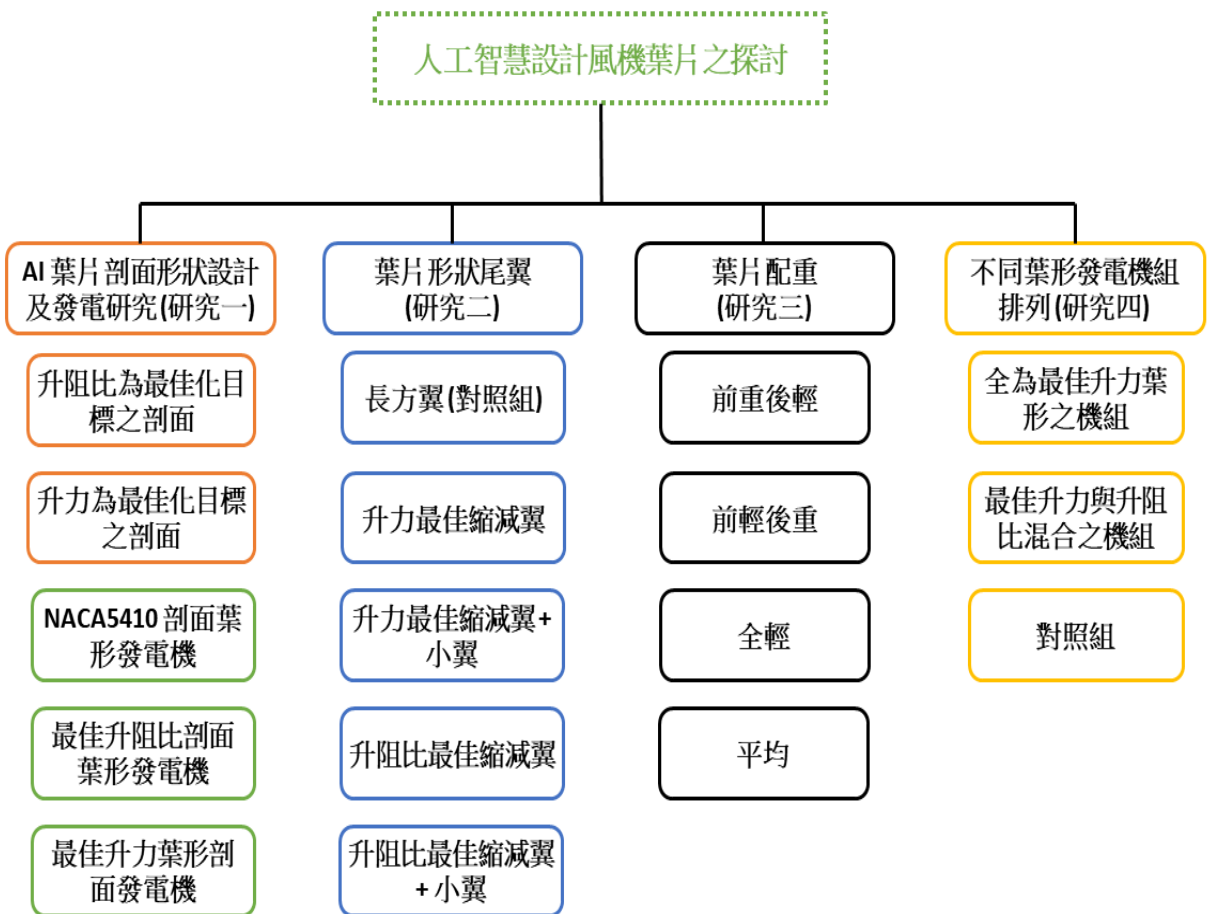 人工智慧設計風機葉片之探討
AI 葉片剖面形狀設計
及發電研究(研究一)
升阻比為最佳化目
標之剖面
升力為最佳化目標
之剖面
NACA5410 剖面葉
形發電機
最佳升阻比剖面
葉形發電機
最佳升力葉形剖
面發電機
葉片形狀尾翼
(研究二)
長方翼(對照組)
升力最佳縮減翼
升力最佳縮減翼+
小翼
升阻比最佳縮減翼
升阻比最佳縮減翼
+ 小翼
葉片配重
(研究三)
前重後輕
前輕後重
全輕
平均
不同葉形發電機組
排列(研究四)
全為最佳升力葉
形之機組
最佳升力與升阻
比混合之機組
對照組